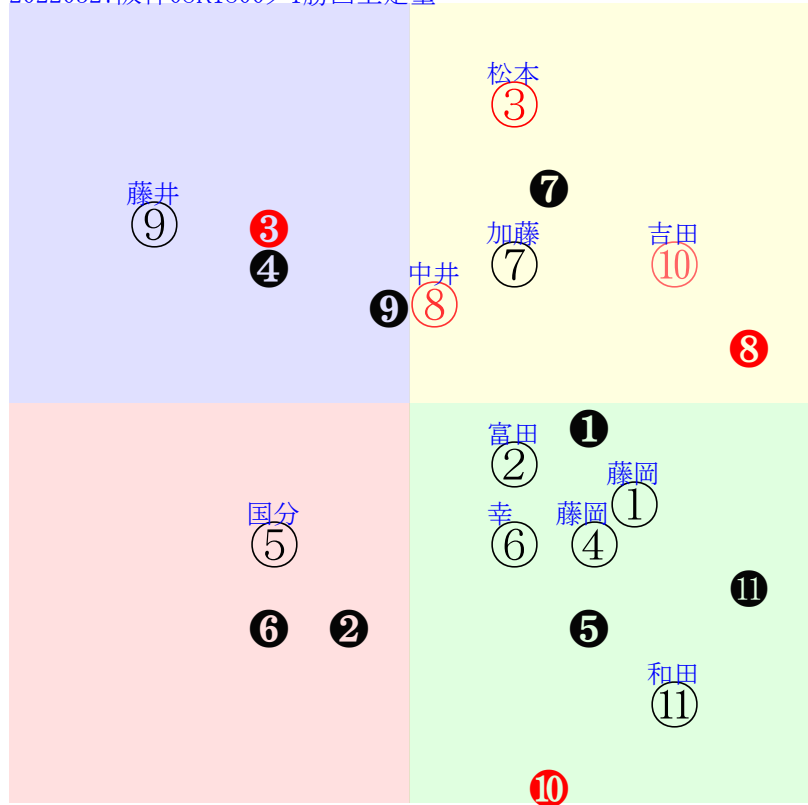 松本
③
❼
藤井
⑨
❸
加藤
⑦
吉田
⑩
❹
中井
⑧
❾
❽
❶
富田
②
藤岡
①
国分
⑤
幸
⑥
藤岡
④
⓫
❻
❷
❺
和田
⑪
❿